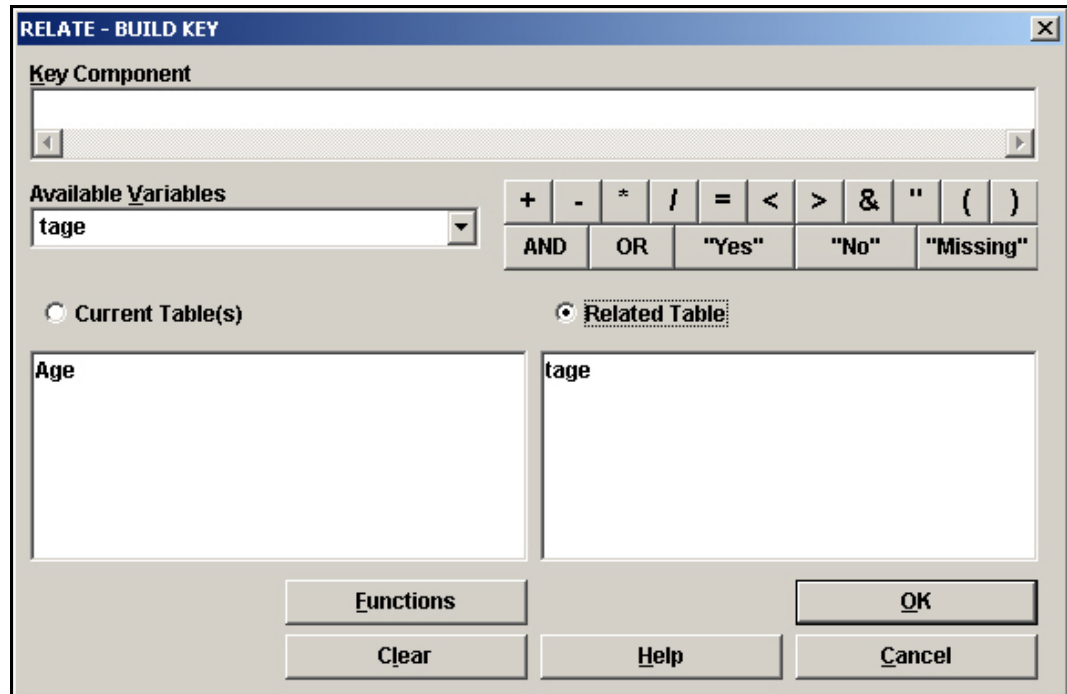 RELATE - BUILD KEY
Key Component
Available Variables
tage
+ - * / = < > & " ( )
AND OR "Yes" "No" "Missing"
Current Table(s) Related Table
Age tage
Functions OK
Clear Help Cancel